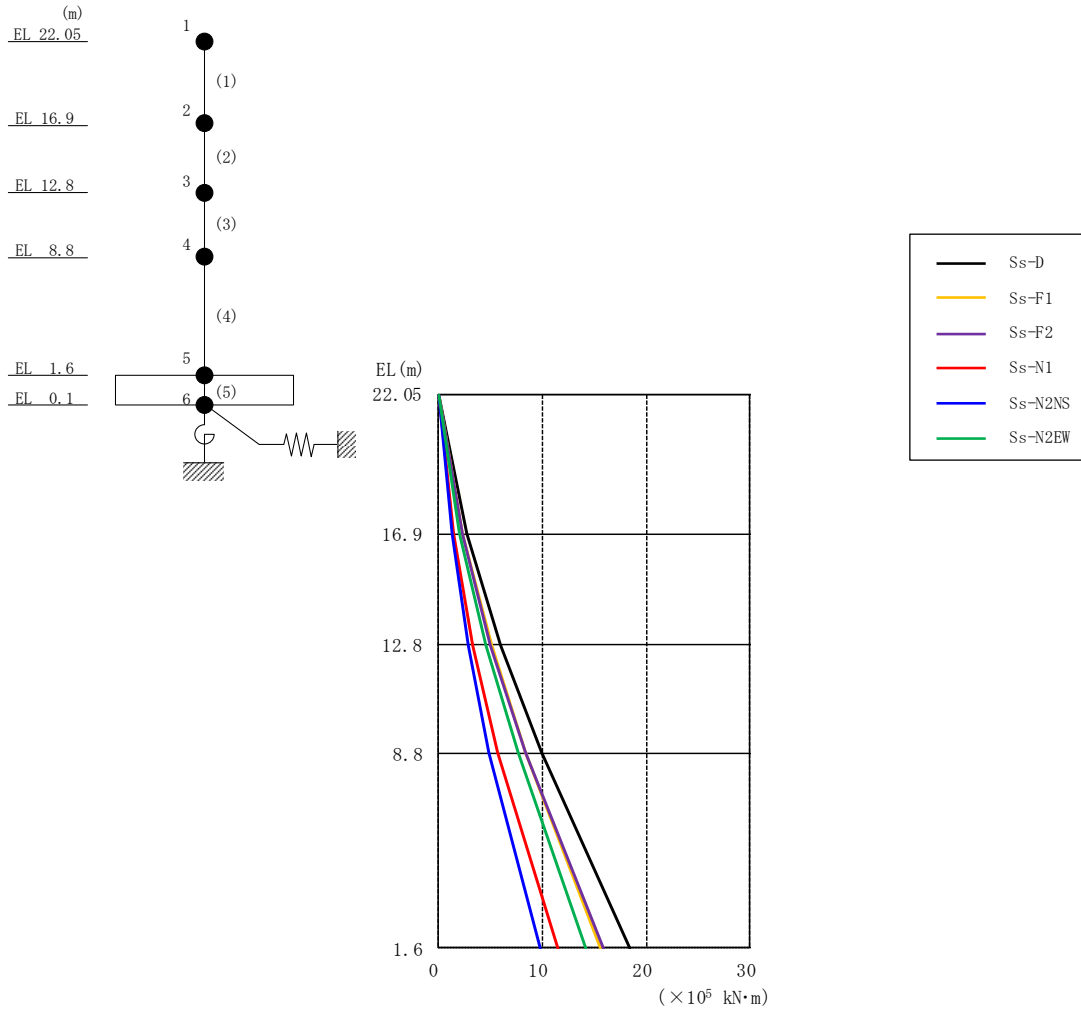 (m)
EL 22.05
EL 16.9
EL 12.8
EL 8.8
EL 1.6
EL 0.1
1
(1)
2
(2)
3
(3)
4
(4)
5
(5)
6
EL(m)
22.05
16.9
12.8
8.8
1.6
0 10 20 30
(×10⁵ kN·m)
Ss-D
Ss-F1
Ss-F2
Ss-N1
Ss-N2NS
Ss-N2EW